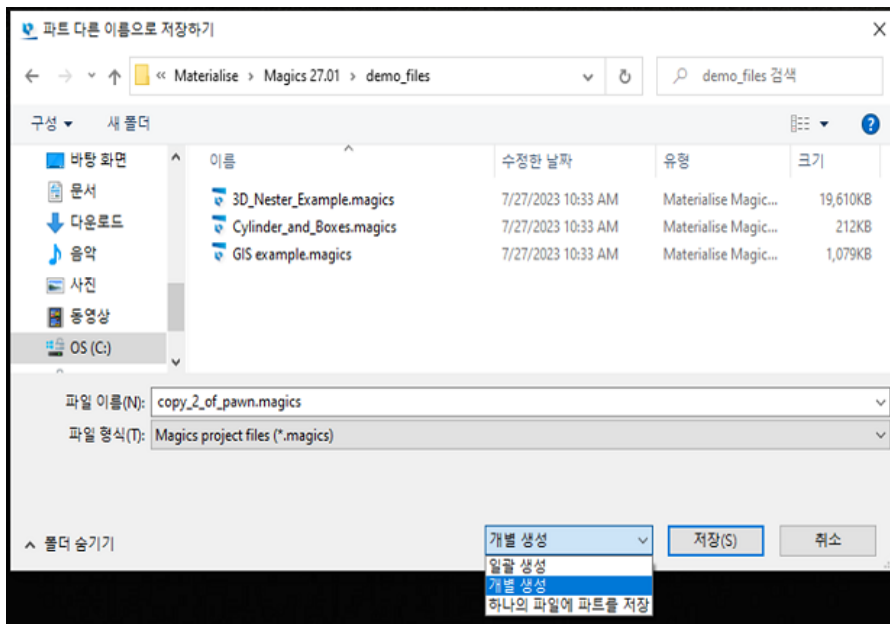 파트 다른 이름으로 저장하기
« Materialise › Magics 27.01 › demo_files
demo_files 검색
구성 새 폴더
이름 수정한 날짜 유형 크기
바탕 화면
문서
다운로드
음악
사진
동영상
OS (C:)
3D_Nester_Example.magics 7/27/2023 10:33 AM Materialise Magic... 19,610KB
Cylinder_and_Boxes.magics 7/27/2023 10:33 AM Materialise Magic... 212KB
GIS example.magics 7/27/2023 10:33 AM Materialise Magic... 1,079KB
파일 이름(N): copy_2_of_pawn.magics
파일 형식(T): Magics project files (*.magics)
폴더 숨기기
개별 생성 저장(S) 취소
일괄 생성
개별 생성
하나의 파일에 파트를 저장